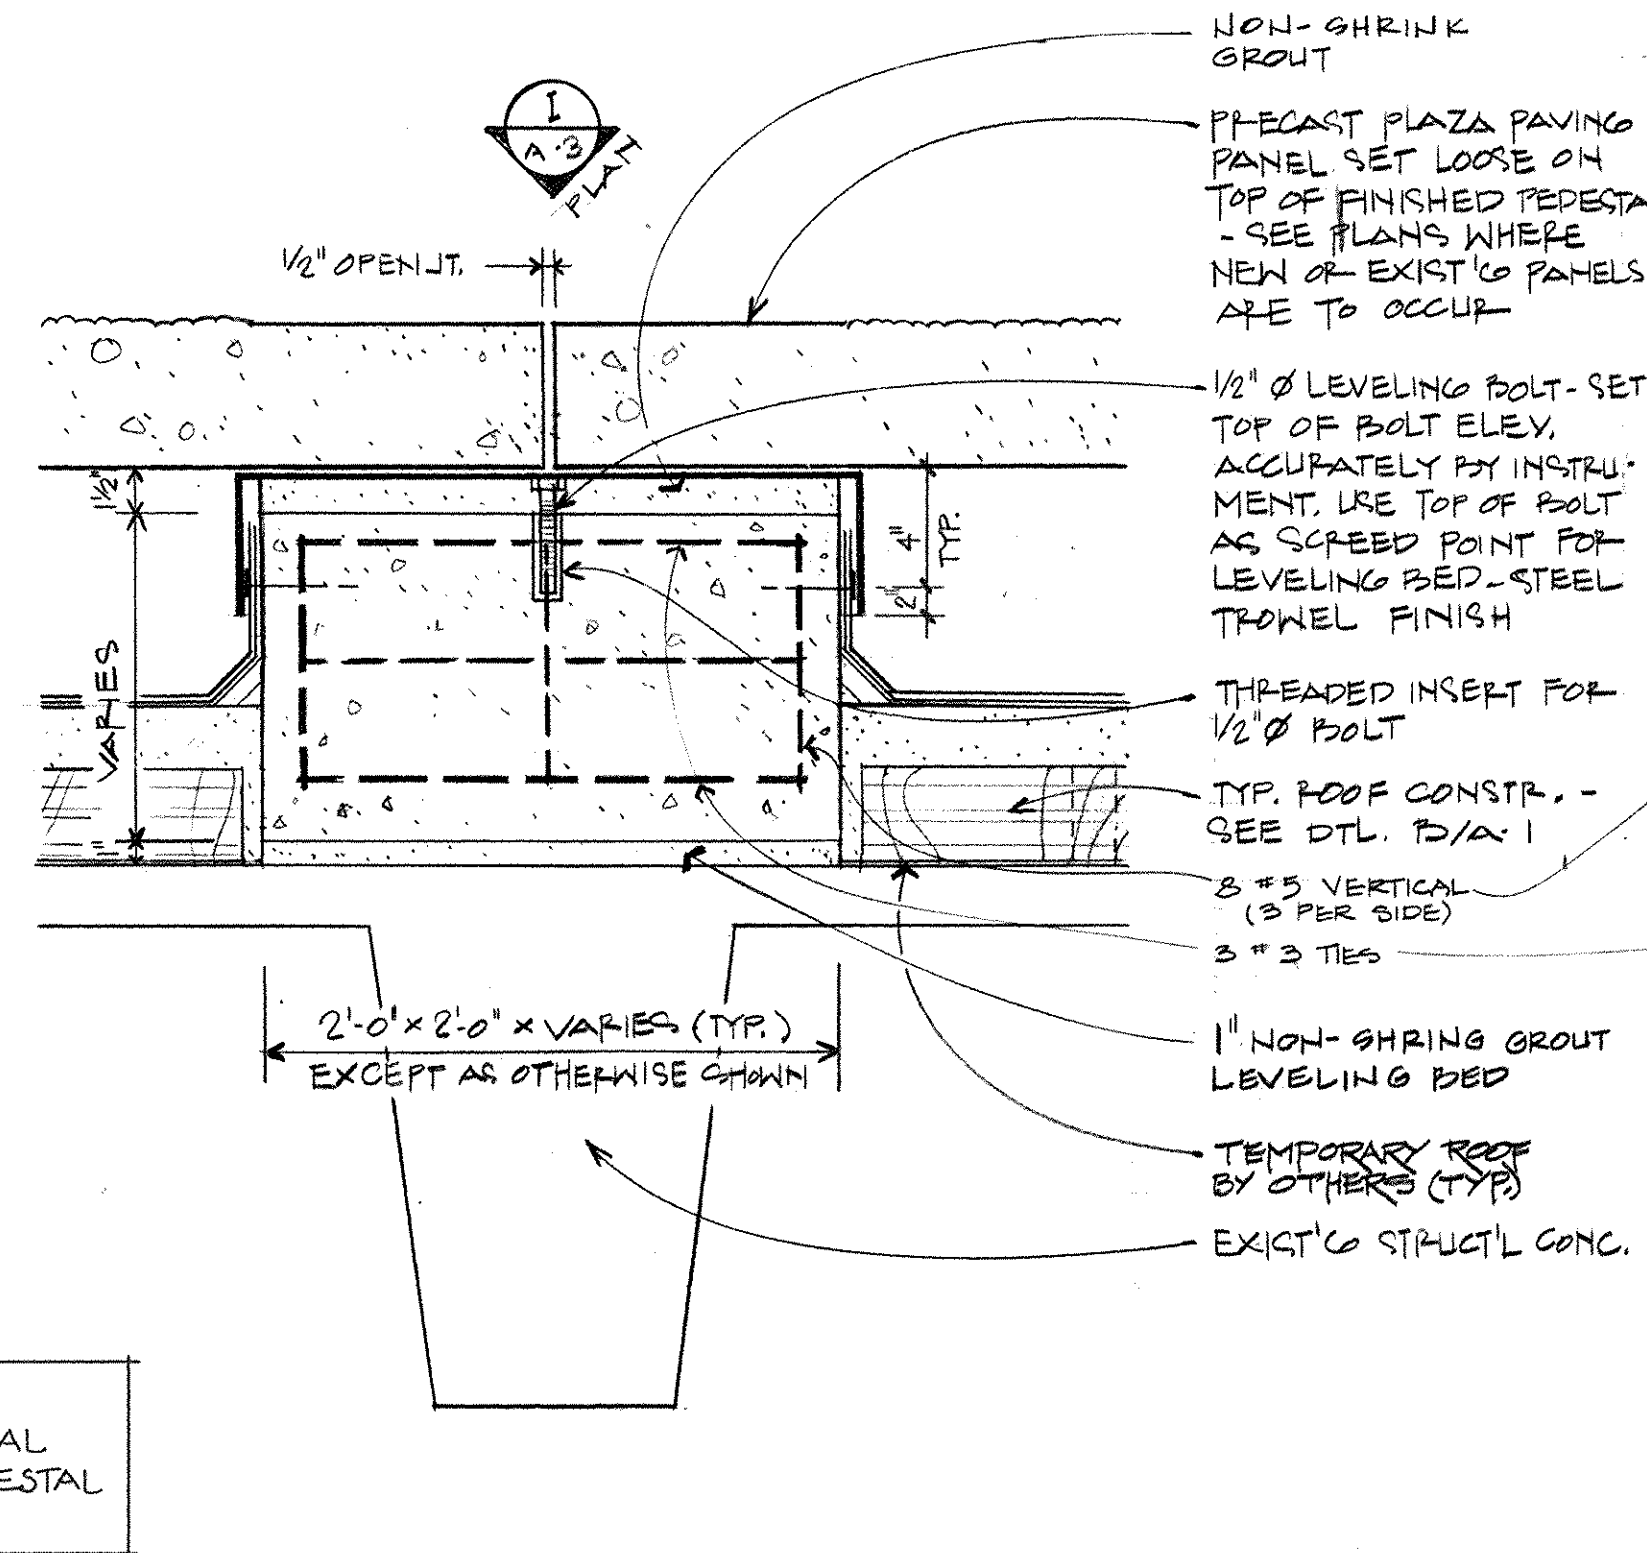 NON-SHRINK
GROUT
I
A·3
PLAN
PRECAST PLAZA PAVING
PANEL SET LOOSE ON
TOP OF FINISHED PEDESTA
- SEE PLANS WHERE
NEW OR EXIST'G PANELS
ARE TO OCCUR
1/2" OPEN JT.
1/2" Ø LEVELING BOLT - SET
TOP OF BOLT ELEV.
ACCURATELY BY INSTRU-
MENT. USE TOP OF BOLT
AS SCREED POINT FOR
LEVELING BED - STEEL
TROWEL FINISH
1 1/2"
4"
TYP.
2"
VARIES
1"
THREADED INSERT FOR
1/2" Ø BOLT
TYP. ROOF CONSTR. -
SEE DTL. B/A·1
8 #5 VERTICAL
(3 PER SIDE)
3 #3 TIES
2'-0" x 2'-0" x VARIES (TYP.)
EXCEPT AS OTHERWISE SHOWN
1" NON-SHRING GROUT
LEVELING BED
TEMPORARY ROOF
BY OTHERS (TYP.)
EXIST'G STRUCT'L CONC.
AL
ESTAL